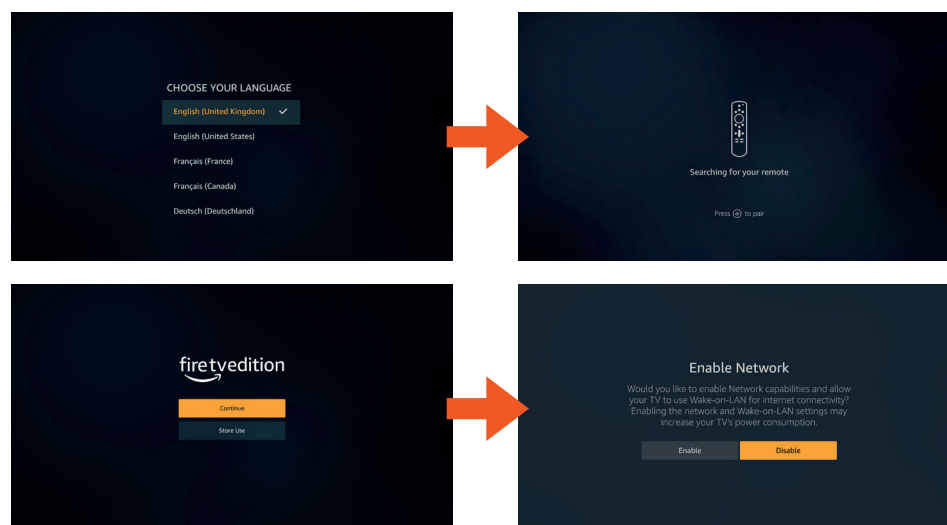 CHOOSE YOUR LANGUAGE
English (United Kingdom)
English (United States)
Français (France)
Français (Canada)
Deutsch (Deutschland)
Searching for your remote
Press to pair
firetvedition
Continue
Store Use
Enable Network
Would you like to enable Network capabilities and allow
your TV to use Wake-on-LAN for internet connectivity?
Enabling the network and Wake-on-LAN settings may
increase your TV's power consumption.
Enable
Disable